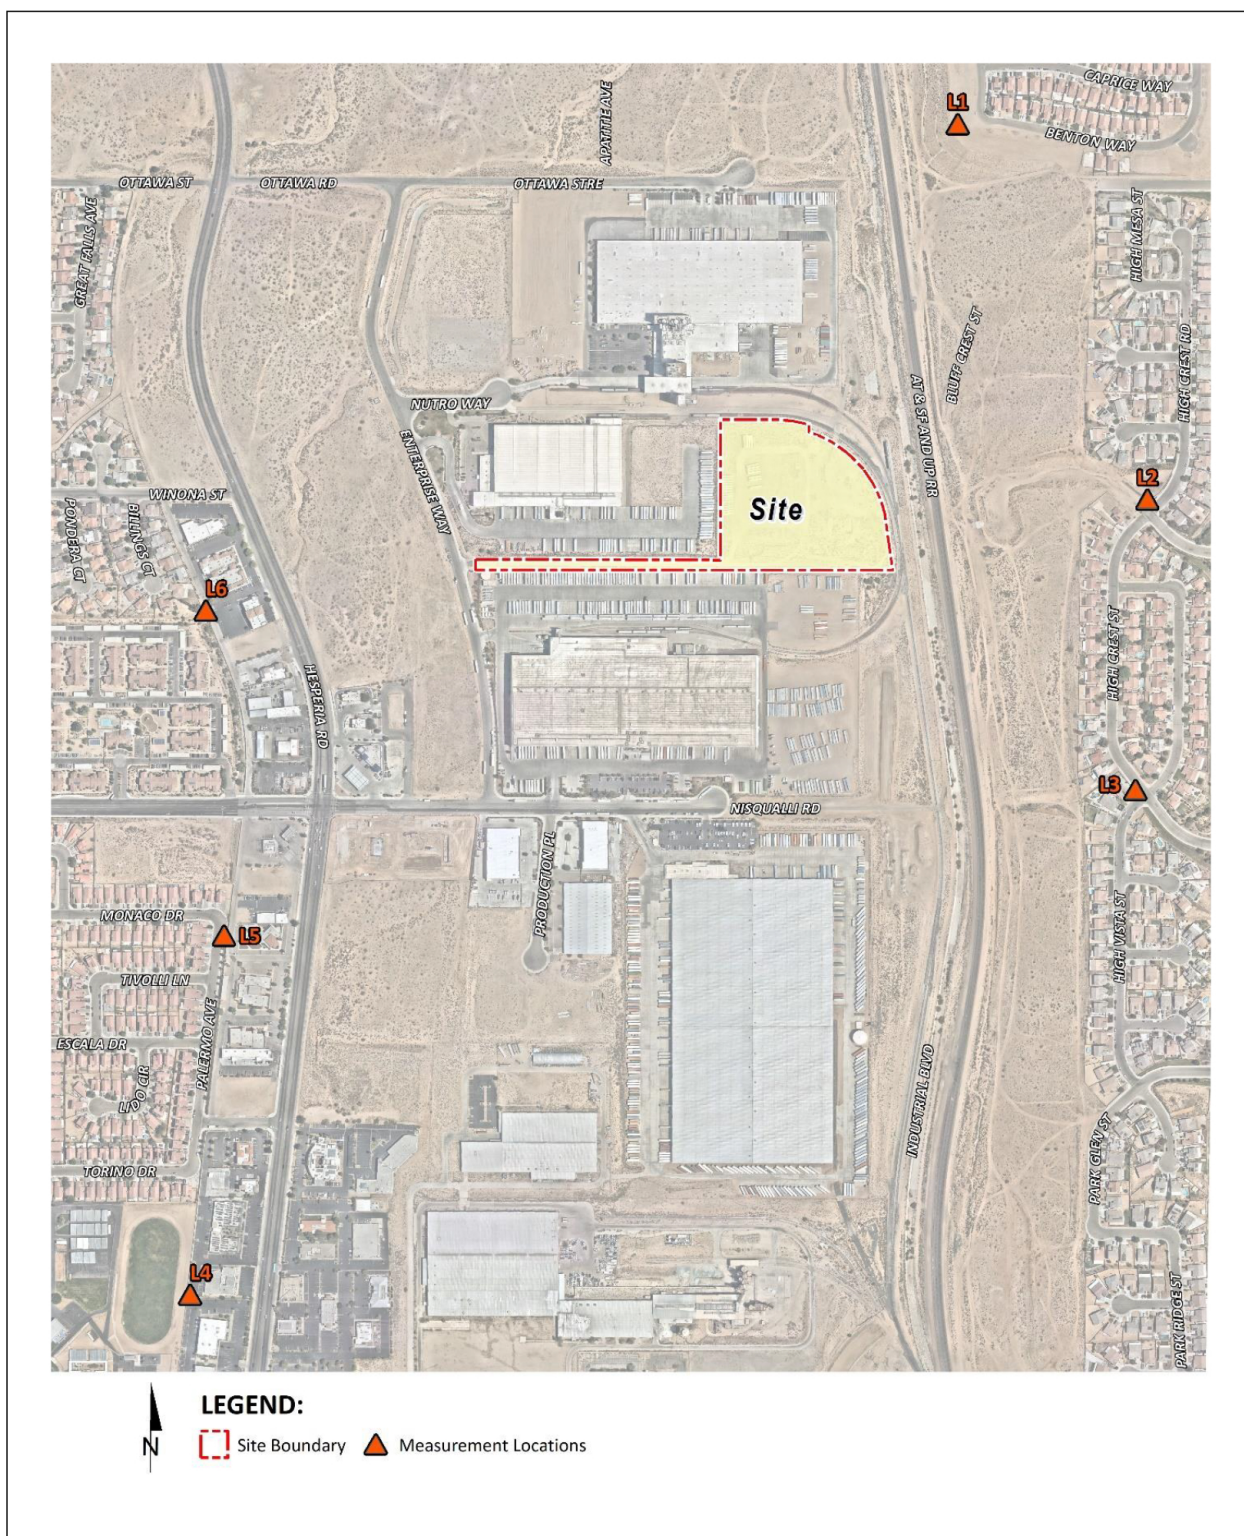 CAPRICE WAY
L1
BENTON WAY
APATITIE AVE
OTTAWA ST
OTTAWA RD
OTTAWA STRE
GREAT FALLS AVE
HIGH MESA ST
BLUFF CREST ST
HIGH CREST RD
NUTRO WAY
AT & SF AND UP RR
ENTERPRISE WAY
L2
WINONA ST
Site
PONDERA CT
BILLINGS CT
L6
HIGH CREST ST
HESPERIA RD
L3
NISQUALLI RD
PRODUCTION PL
MONACO DR
L5
HIGH VISTA ST
TIVOLLI LN
PALERMO AVE
ESCALA DR
LIDO CIR
INDUSTRIAL BLVD
TORINO DR
PARK GLEN ST
L4
PARK RIDGE ST
N
LEGEND:
Site Boundary
Measurement Locations